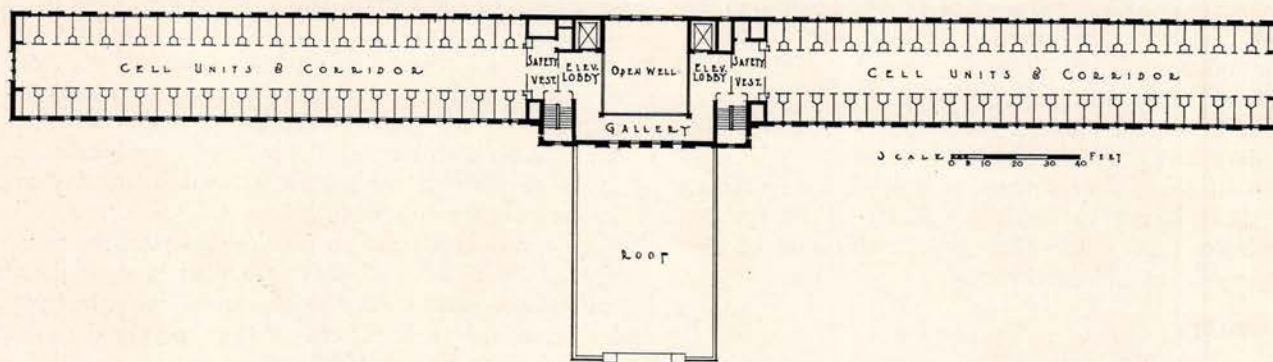 CELL UNITS & CORRIDOR
SAFETY
VEST.
ELEV.
LOBBY
OPEN WELL
ELEV.
LOBBY
SAFETY
VEST.
CELL UNITS & CORRIDOR
GALLERY
SCALE 0 5 10 20 30 40 FEET
ROOF